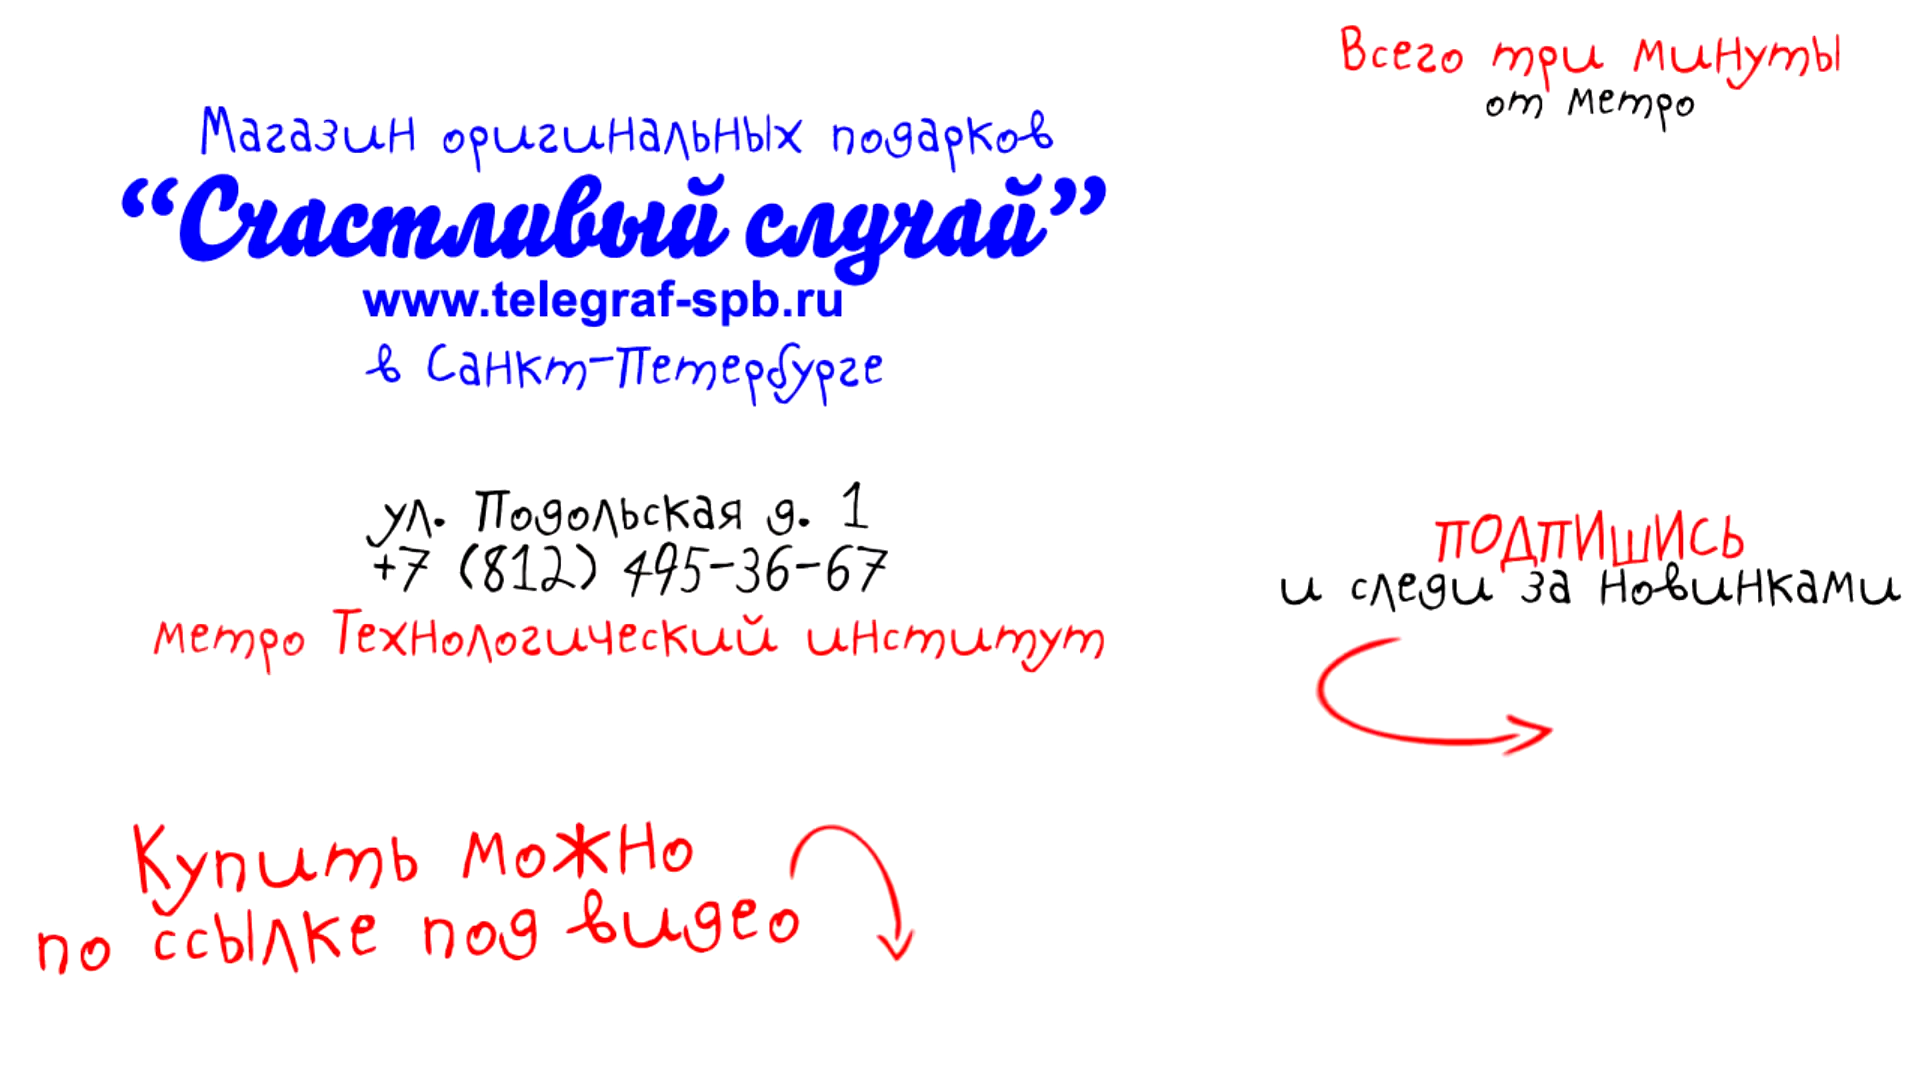 Всего три минуты
от метро
Магазин оригинальных подарков
“Счастливый случай”
www.telegraf-spb.ru
в Санкт-Петербурге
ул. Подольская д. 1
+7 (812) 495-36-67
метро Технологический институт
ПОДПИШИСЬ
и следи за новинками
Купить можно
по ссылке под видео